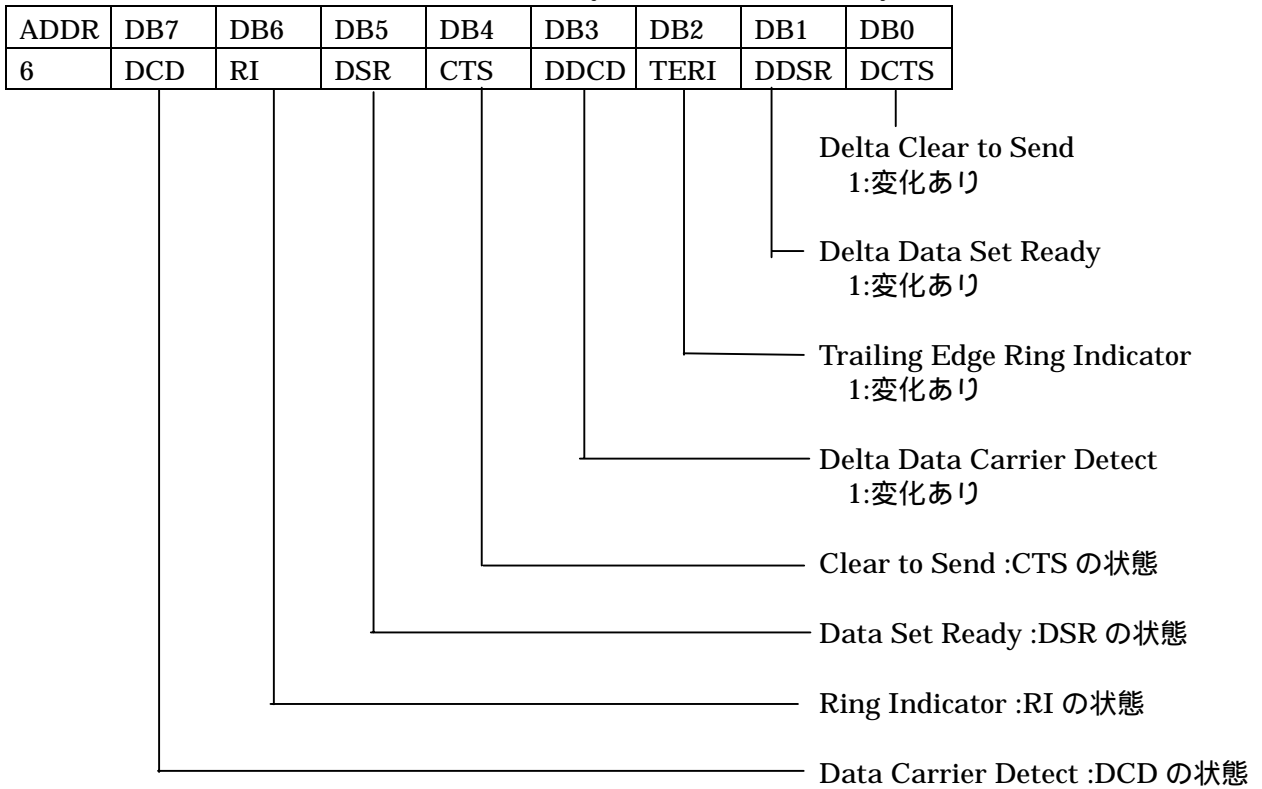 ADDR DB7 DB6 DB5 DB4 DB3 DB2 DB1 DB0
6 DCD RI DSR CTS DDCD TERI DDSR DCTS
Delta Clear to Send
1:変化あり
Delta Data Set Ready
1:変化あり
Trailing Edge Ring Indicator
1:変化あり
Delta Data Carrier Detect
1:変化あり
Clear to Send :CTS の状態
Data Set Ready :DSR の状態
Ring Indicator :RI の状態
Data Carrier Detect :DCD の状態